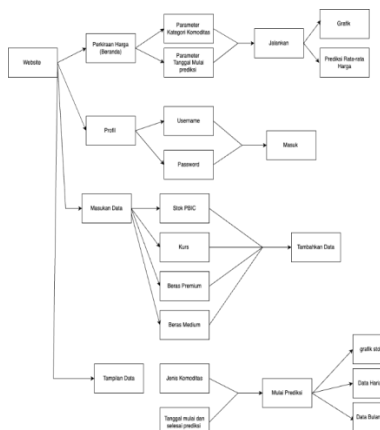 Website
Perkiraan Harga
(Beranda)
Parameter
Kategori Komoditas
Parameter
Tanggal Mulai
prediksi
Jalankan
Grafik
Prediksi Rata-rata
Harga
Profil
Username
Password
Masuk
Masukan Data
Stok PBIC
Kurs
Beras Premium
Beras Medium
Tambahkan Data
Tampilan Data
Jenis Komoditas
Tanggal mulai dan
selesai prediksi
Mulai Prediksi
grafik stok
Data Harian
Data Bulan